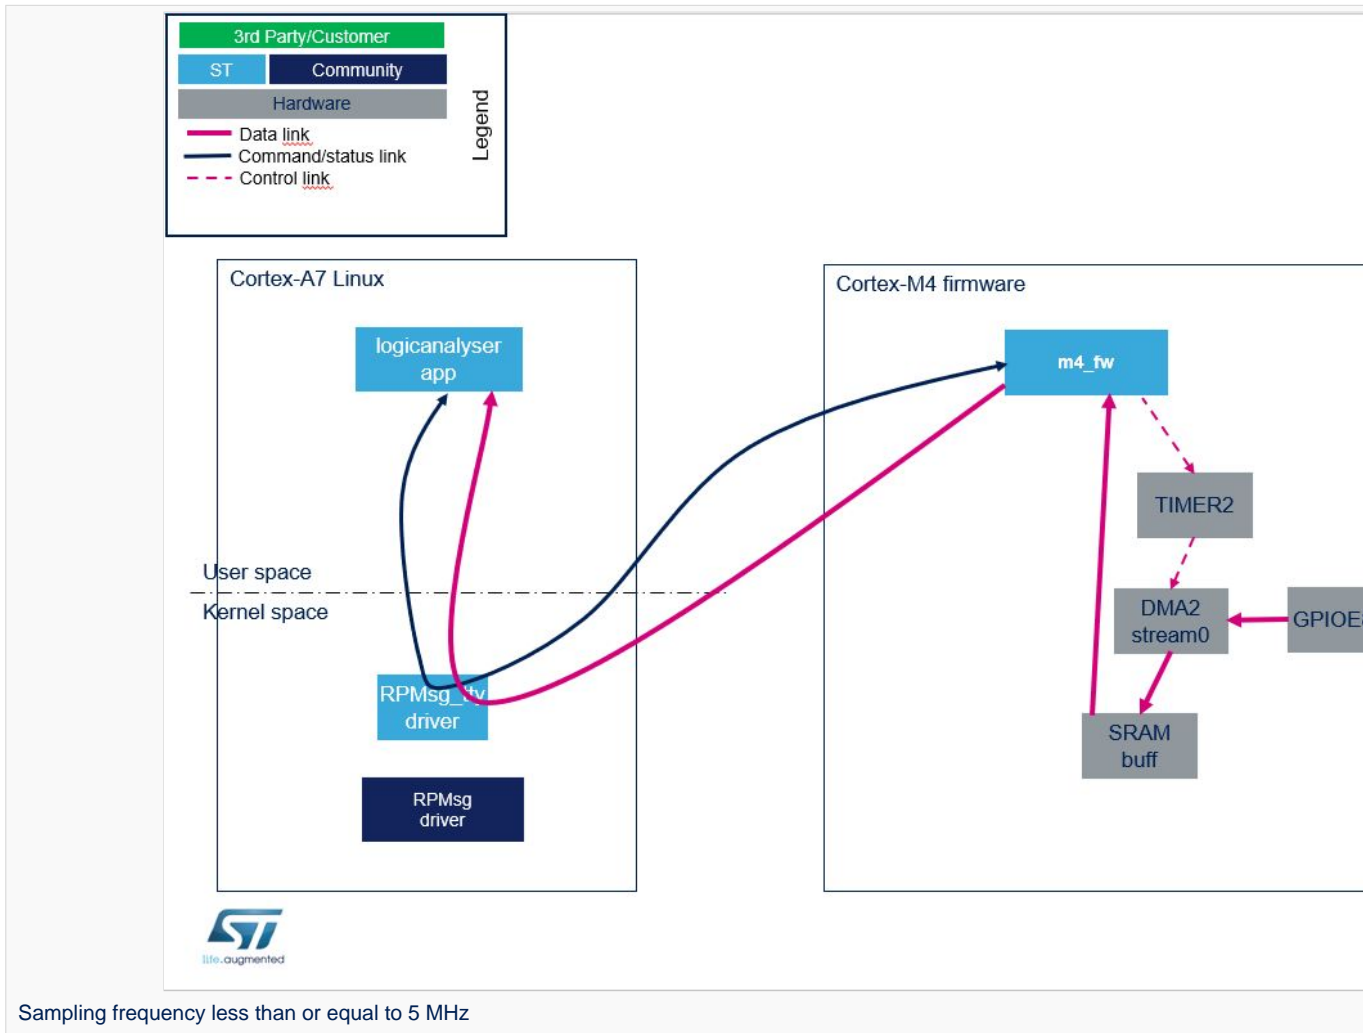 3rd Party/Customer
ST
Community
Hardware
Data link
Command/status link
Control link
Legend
Cortex-A7 Linux
logicanalyser
app
User space
Kernel space
RPMsg_tty
driver
RPMsg
driver
Cortex-M4 firmware
m4_fw
TIMER2
DMA2
stream0
SRAM
buff
ST
life.augmented
Sampling frequency less than or equal to 5 MHz